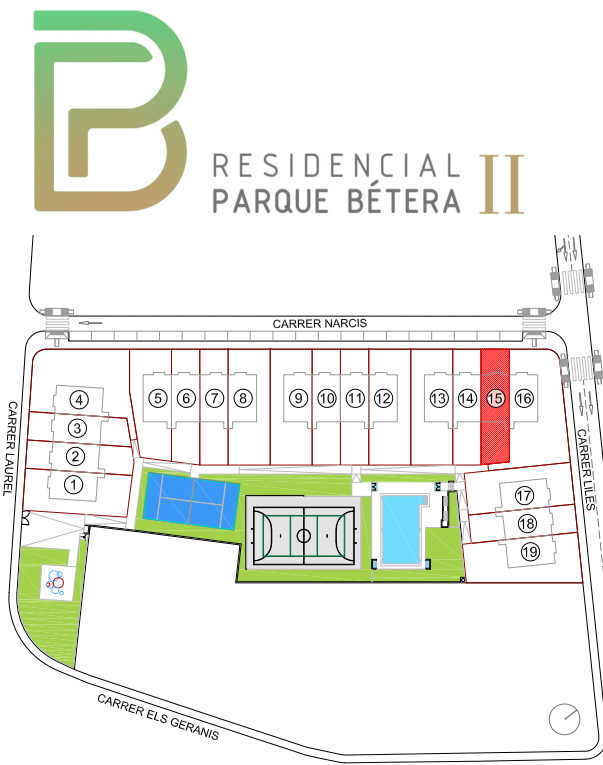 RESIDENCIAL
PARQUE BÉTERA II
CARRER NARCIS
CARRER LAUREL
CARRER LILES
4
3
2
1
5 6 7 8
9 10 11 12
13 14 15 16
17
18
19
CARRER ELS GERANIS